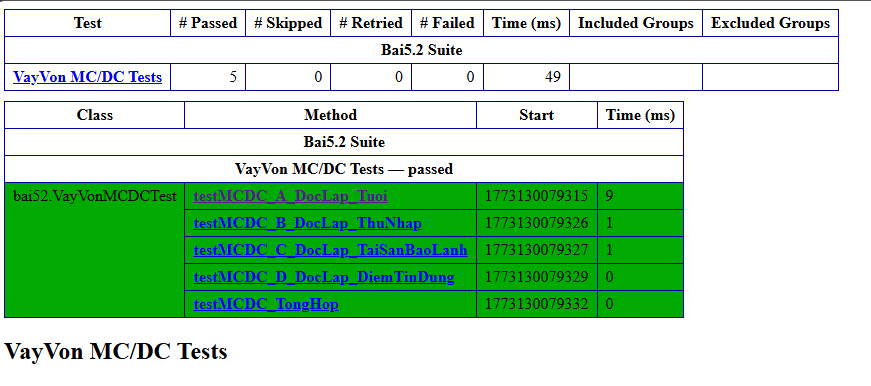 Test # Passed # Skipped # Retried # Failed Time (ms) Included Groups Excluded Groups
Bai5.2 Suite
VayVon MC/DC Tests 5 0 0 0 49
Class Method Start Time (ms)
Bai5.2 Suite
VayVon MC/DC Tests — passed
bai52.VayVonMCDCTest testMCDC_A_DocLap_Tuoi 1773130079315 9
testMCDC_B_DocLap_ThuNhap 1773130079326 1
testMCDC_C_DocLap_TaiSanBaoLanh 1773130079327 1
testMCDC_D_DocLap_DiemTinDung 1773130079329 0
testMCDC_TongHop 1773130079332 0
VayVon MC/DC Tests